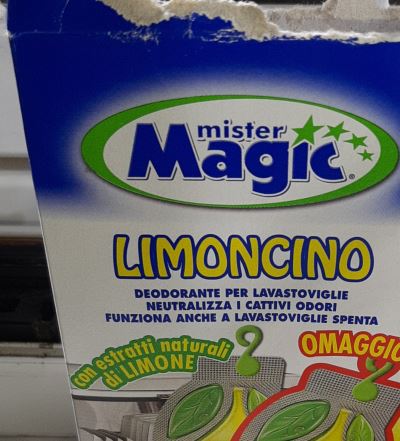 mister
Magic®
LIMONCINO
DEODORANTE PER LAVASTOVIGLIE
NEUTRALIZZA I CATTIVI ODORI
FUNZIONA ANCHE A LAVASTOVIGLIE SPENTA
con estratti naturali
di LIMONE
OMAGGIO